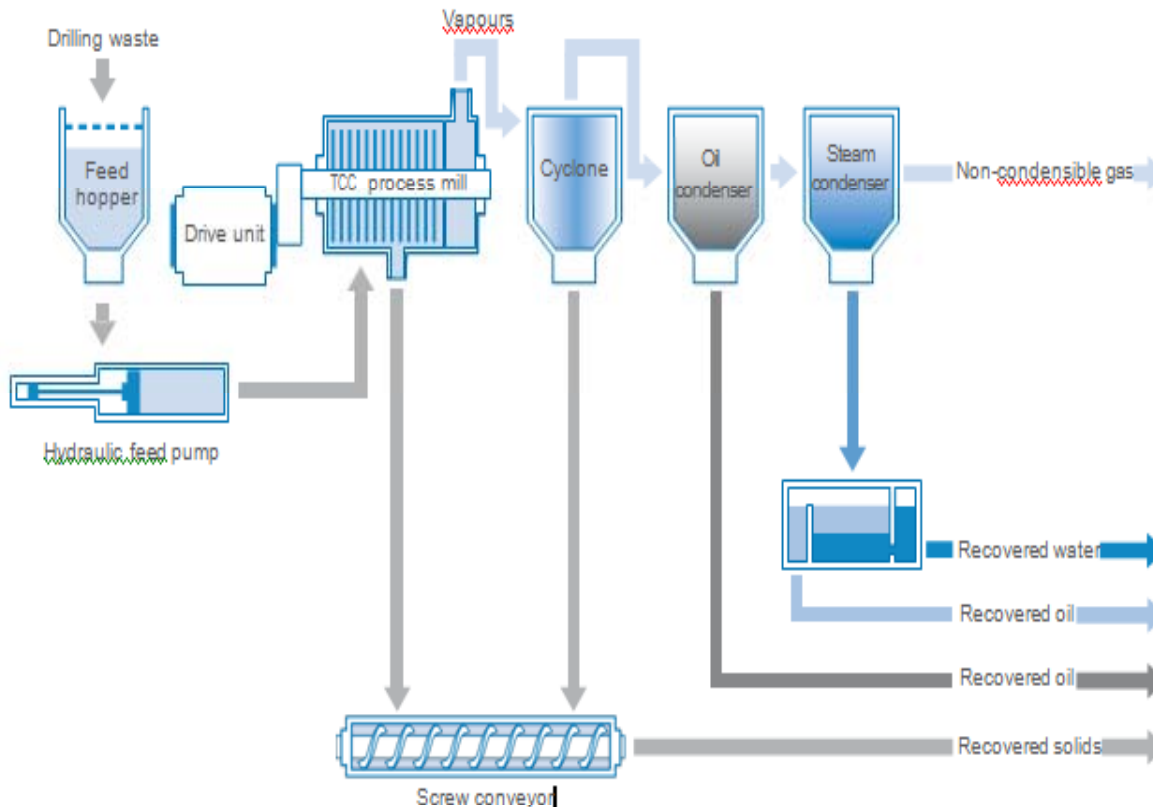 Vapours
Drilling waste
Feed
hopper
TCC process mill
Drive unit
Cyclone
Oil
condenser
Steam
condenser
Non-condensible gas
Hydraulic feed pump
Recovered water
Recovered oil
Recovered oil
Recovered solids
Screw conveyor